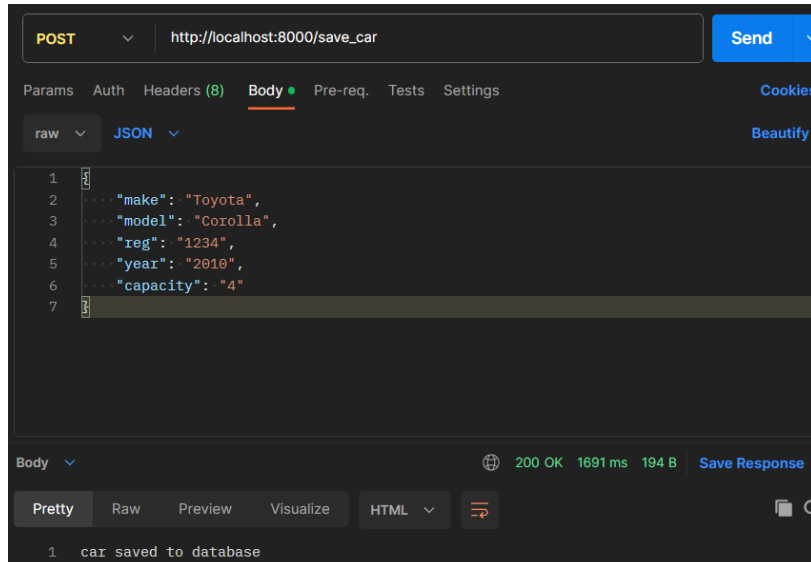 POST http://localhost:8000/save_car Send
Params Auth Headers (8) Body Pre-req. Tests Settings Cookies
raw JSON Beautify
1 {
2 "make": "Toyota",
3 "model": "Corolla",
4 "reg": "1234",
5 "year": "2010",
6 "capacity": "4"
7 }
Body 200 OK 1691 ms 194 B Save Response
Pretty Raw Preview Visualize HTML
1 car saved to database